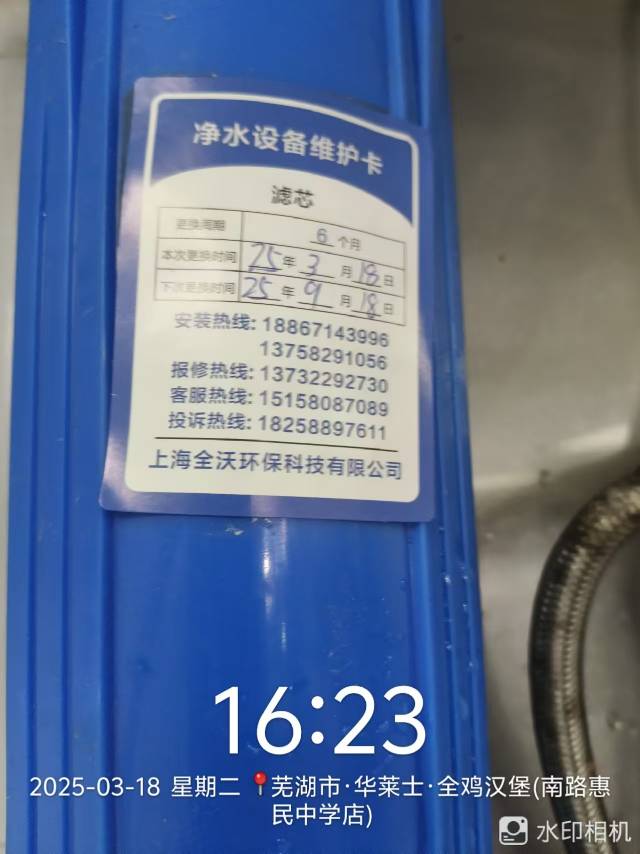 净水设备维护卡
滤芯
更换周期 6 个月
本次更换时间 25 年 3 月 18 日
下次更换时间 25 年 9 月 18 日
安装热线: 18867143996
13758291056
报修热线: 13732292730
客服热线: 15158087089
投诉热线: 18258897611
上海全沃环保科技有限公司
16:23
2025-03-18 星期二 📍芜湖市·华莱士·全鸡汉堡(南路惠
民中学店)
水印相机